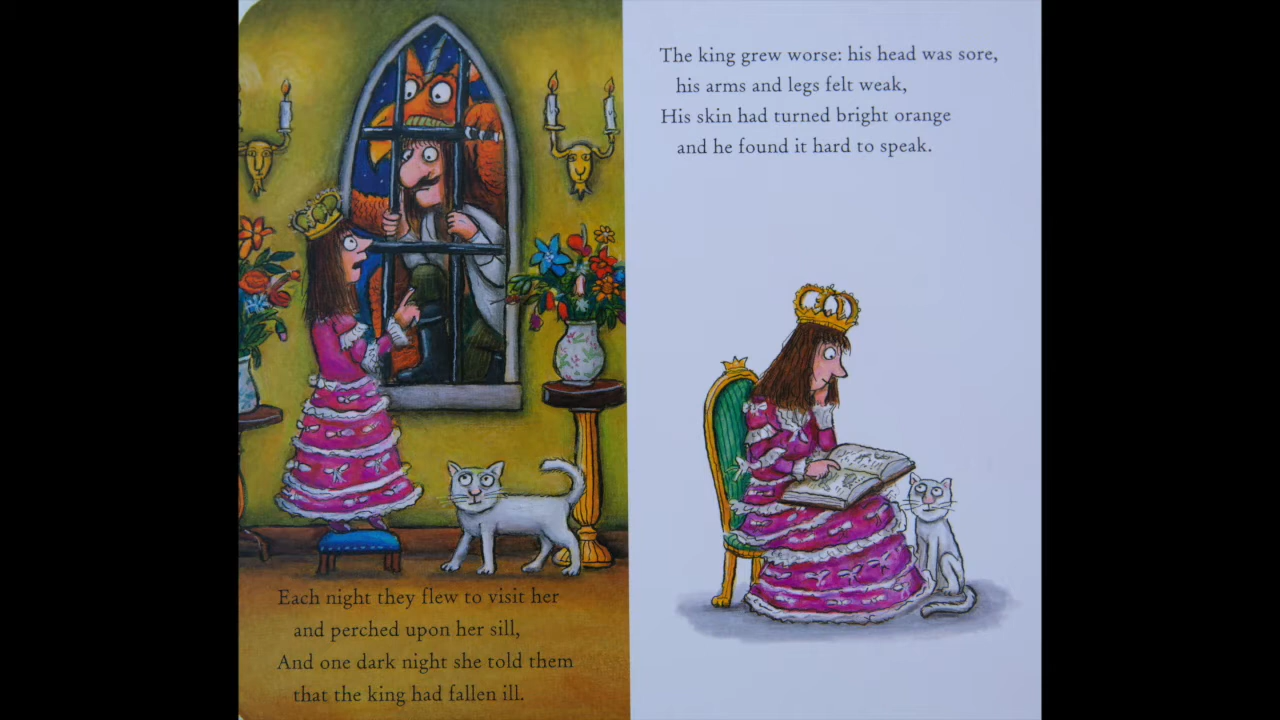 Each night they flew to visit her
and perched upon her sill,
And one dark night she told them
that the king had fallen ill.
The king grew worse: his head was sore,
his arms and legs felt weak,
His skin had turned bright orange
and he found it hard to speak.